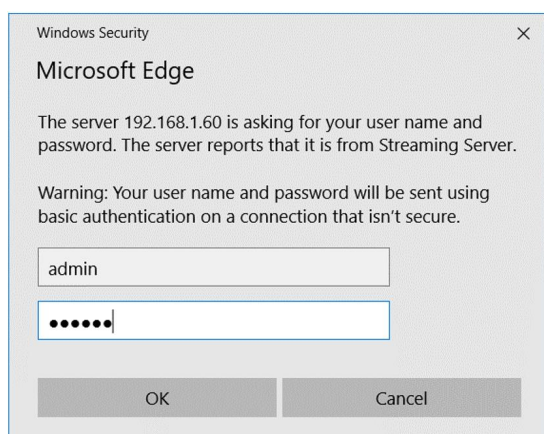 Windows Security
Microsoft Edge
The server 192.168.1.60 is asking for your user name and
password. The server reports that it is from Streaming Server.
Warning: Your user name and password will be sent using
basic authentication on a connection that isn’t secure.
admin
●●●●●●
OK Cancel